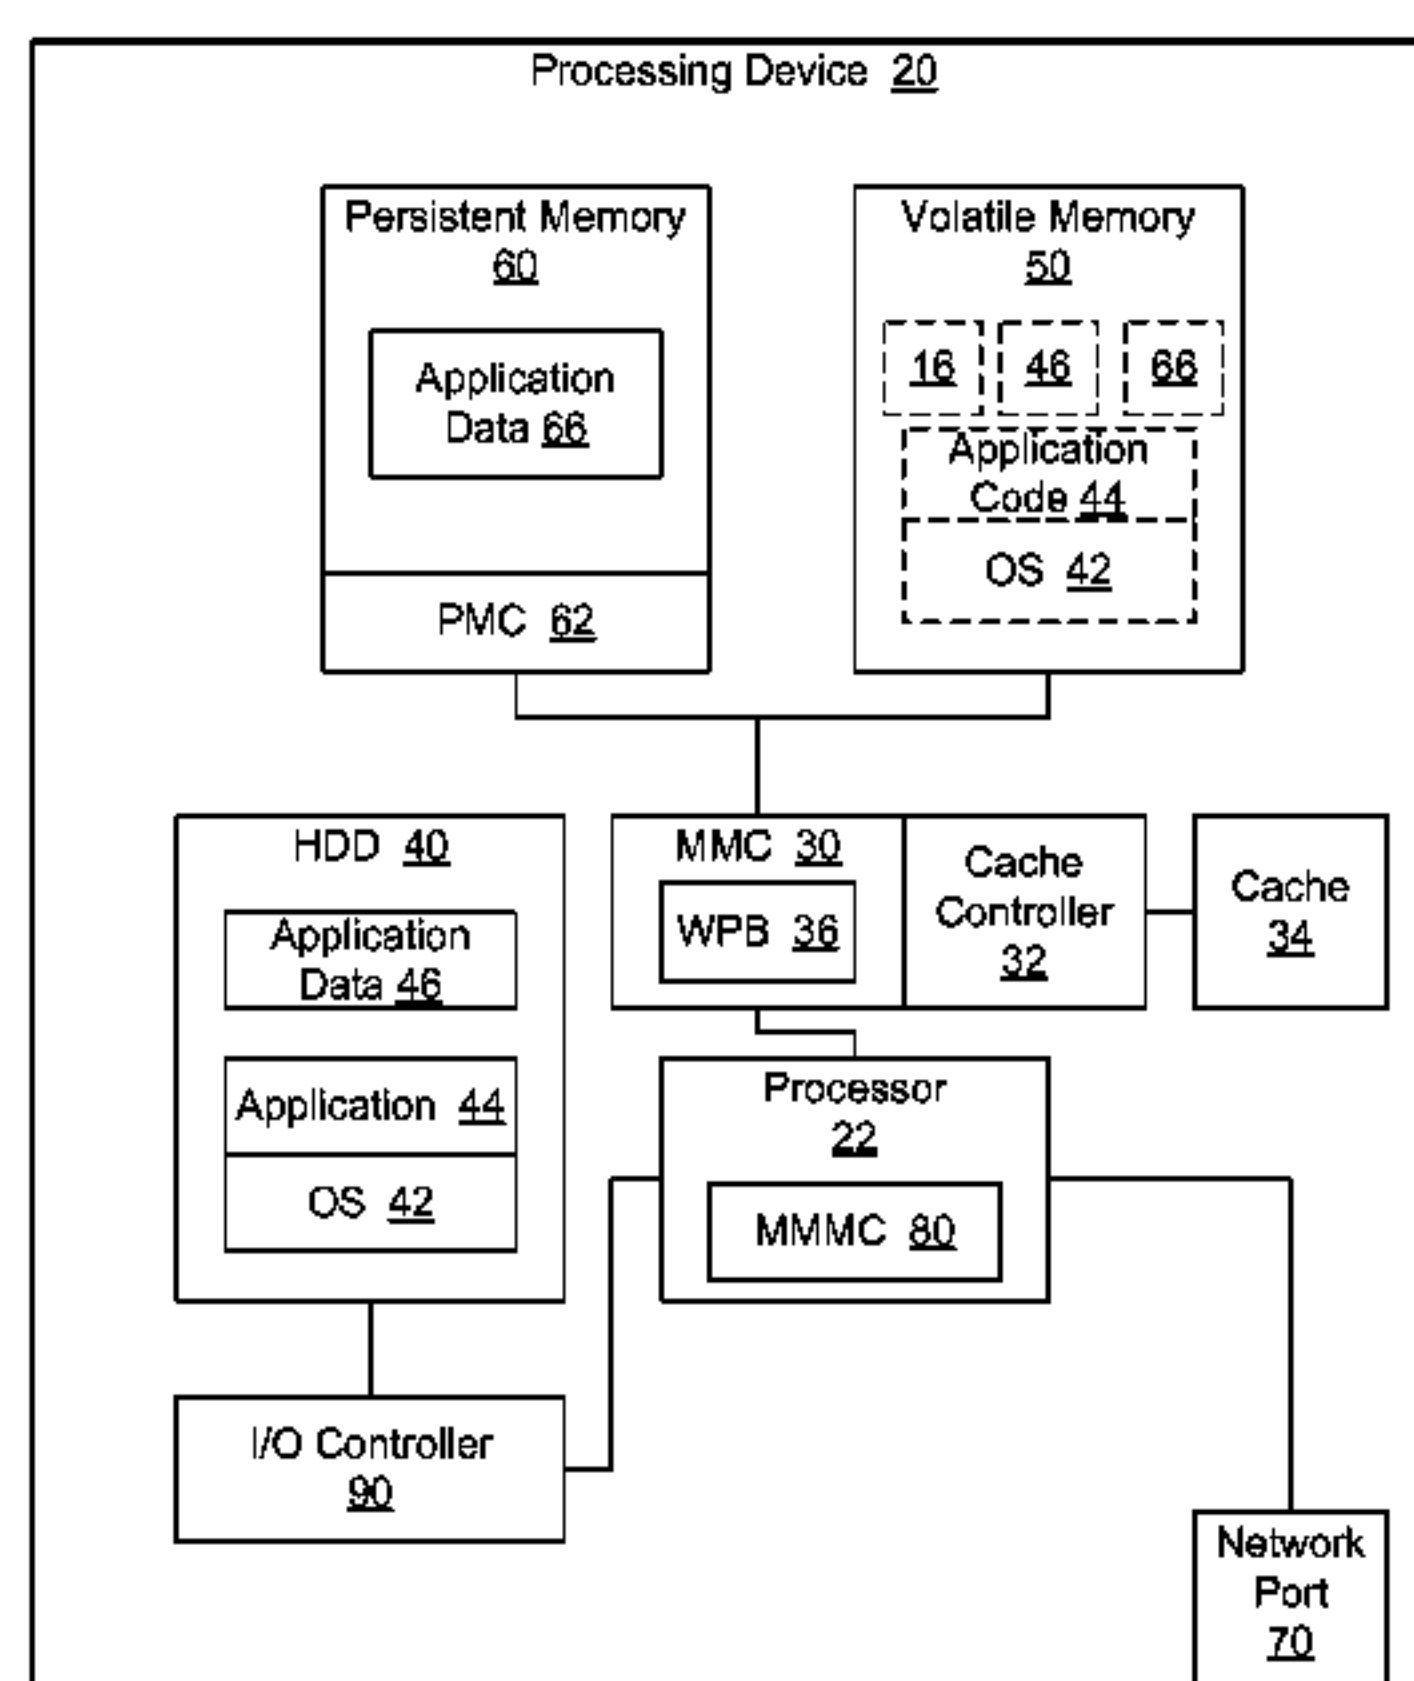 Processing Device 20
Persistent Memory
60
Application
Data 66
PMC 62
Volatile Memory
50
16 46 66
Application
Code 44
OS 42
HDD 40
Application
Data 46
Application 44
OS 42
MMC 30
WPB 36
Cache
Controller
32
Cache
34
Processor
22
MMMC 80
I/O Controller
90
Network
Port
70